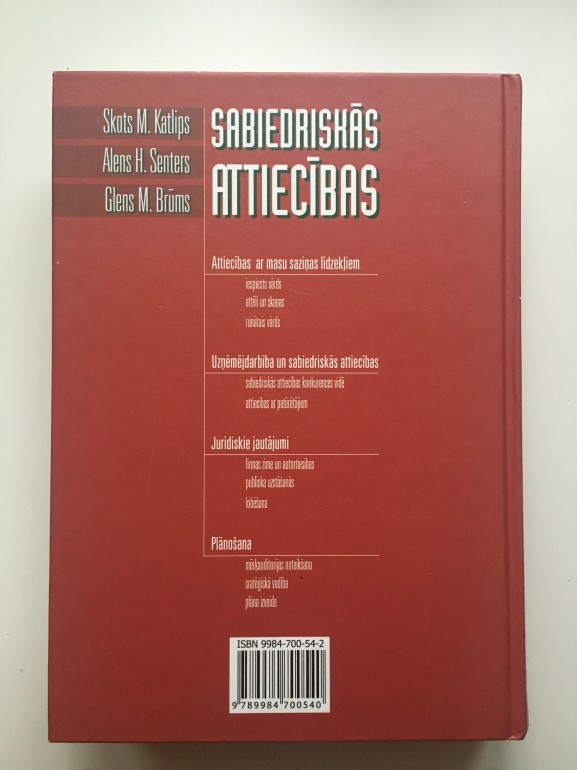 Skots M. Katlips
Alens H. Senters
Glens M. Brūms
SABIEDRISKĀS
ATTIECĪBAS
Attiecības ar masu saziņas līdzekļiem
iespiests vārds
attēli un skaņas
runātais vārds
Uzņēmējdarbība un sabiedriskās attiecības
sabiedriskās attiecības konkurences vidē
attiecības ar patērētājiem
Juridiskie jautājumi
firmas zīme un autortiesības
publiska uzstāšanās
lobēšana
Plānošana
mērķauditorijas noteikšana
sratēģiskā vadība
plāna izveide
ISBN 9984-700-54-2
9 789984 700540